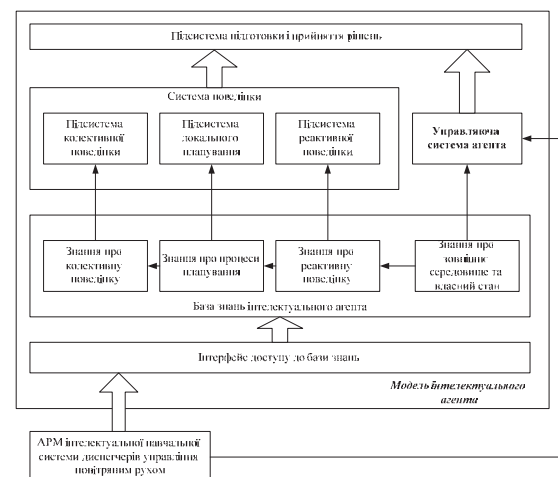 Підсистема підготовки і прийняття рішень
Система поведінки
Підсистема
колективної
поведінки
Підсистема
локального
планування
Підсистема
реактивної
поведінки
Управляюча
система агента
Знання про
колективну
поведінку
Знання про процеси
планування
Знання про
реактивну
поведінку
Знання про
зовнішнє
середовище та
власний стан
База знань інтелектуального агента
Інтерфейс доступу до бази знань
Модель інтелектуального
агента
АРМ інтелектуальної навчальної
системи диспетчерів управління
повітряним рухом